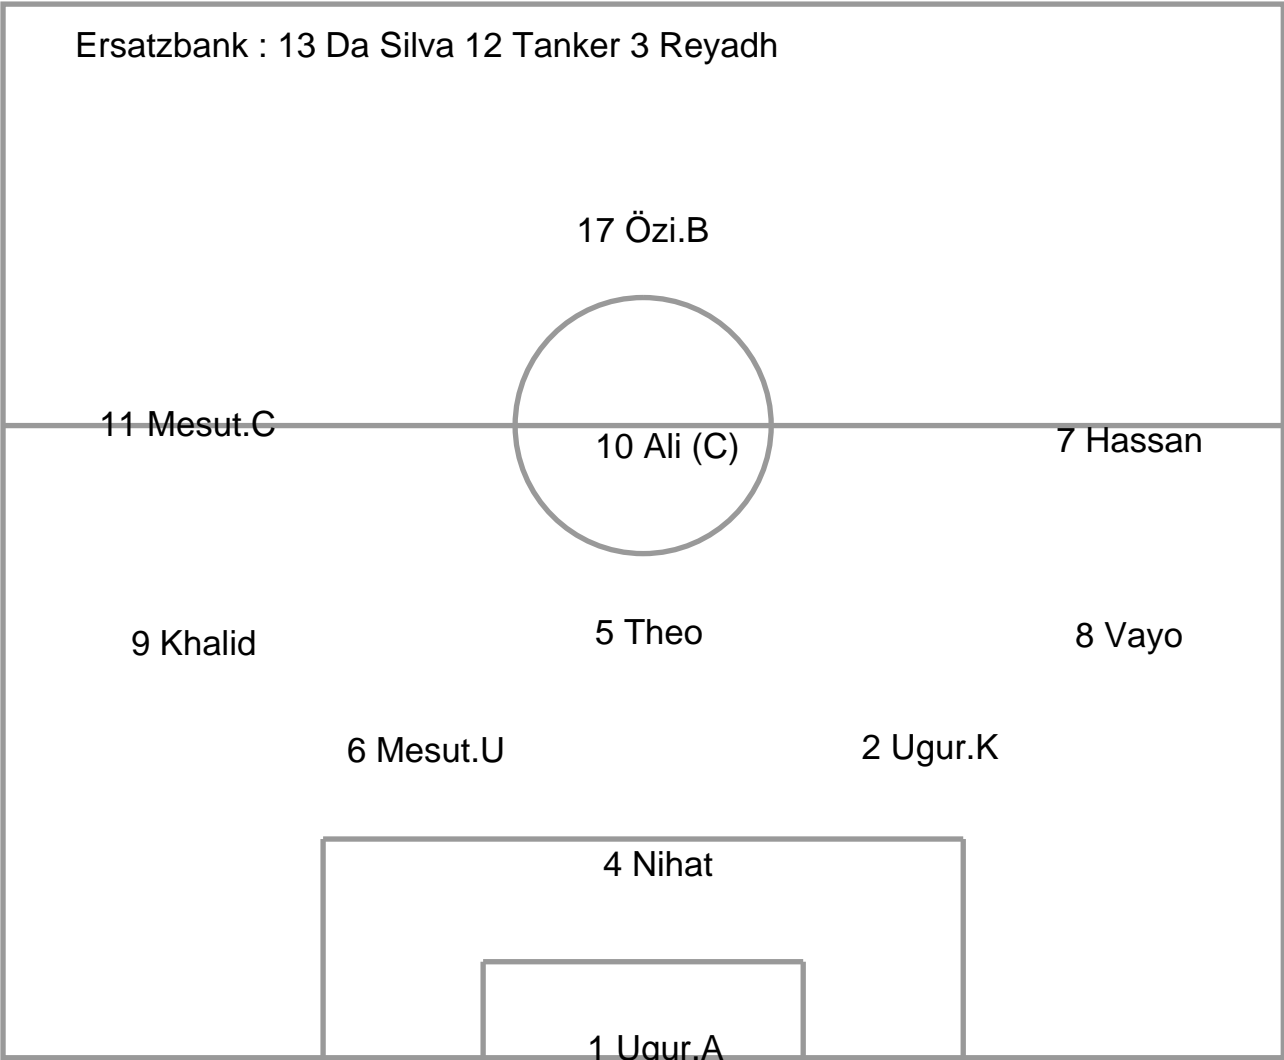 Ersatzbank : 13 Da Silva 12 Tanker 3 Reyadh
17 Özi.B
11 Mesut.C
10 Ali (C)
7 Hassan
9 Khalid
5 Theo
8 Vayo
6 Mesut.U
2 Ugur.K
4 Nihat
1 Ugur.A